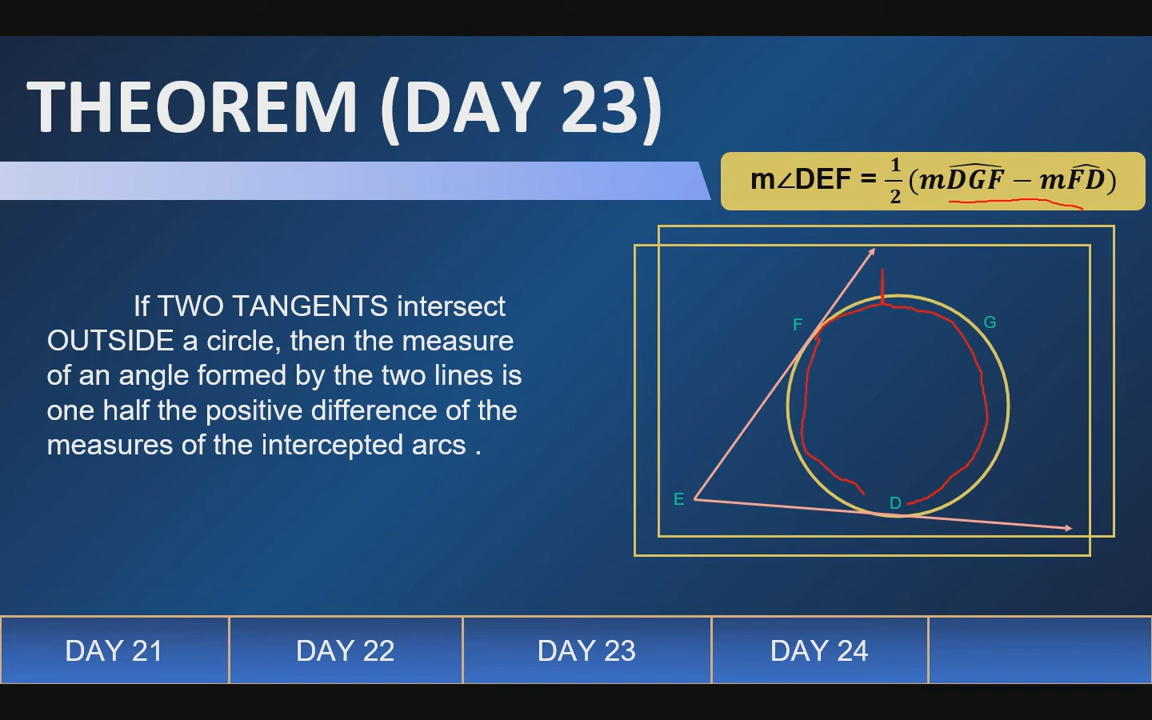 THEOREM (DAY 23)
m∠DEF = 1/2 (mDGF⌢ − mFD⌢)
If TWO TANGENTS intersect
OUTSIDE a circle, then the measure
of an angle formed by the two lines is
one half the positive difference of the
measures of the intercepted arcs .
F
G
E
D
DAY 21
DAY 22
DAY 23
DAY 24